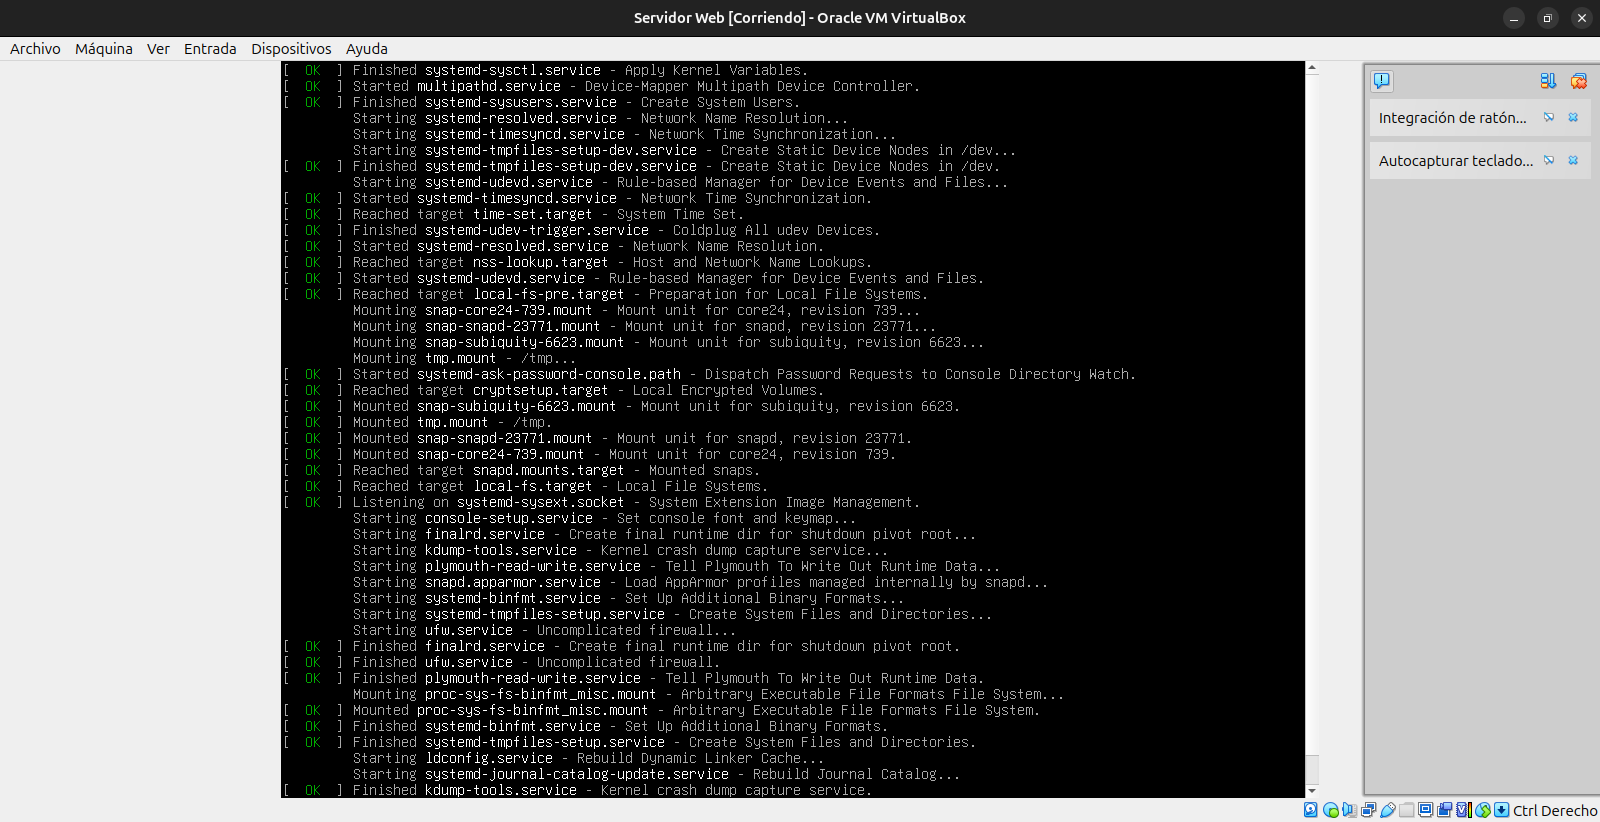 Servidor Web [Corriendo] - Oracle VM VirtualBox
Archivo Máquina Ver Entrada Dispositivos Ayuda
[  OK  ] Finished systemd-sysctl.service - Apply Kernel Variables.
[  OK  ] Started multipathd.service - Device-Mapper Multipath Device Controller.
[  OK  ] Finished systemd-sysusers.service - Create System Users.
Starting systemd-resolved.service - Network Name Resolution...
Starting systemd-timesyncd.service - Network Time Synchronization...
Starting systemd-tmpfiles-setup-dev.service - Create Static Device Nodes in /dev...
[  OK  ] Finished systemd-tmpfiles-setup-dev.service - Create Static Device Nodes in /dev.
Starting systemd-udevd.service - Rule-based Manager for Device Events and Files...
[  OK  ] Started systemd-timesyncd.service - Network Time Synchronization.
[  OK  ] Reached target time-set.target - System Time Set.
[  OK  ] Finished systemd-udev-trigger.service - Coldplug All udev Devices.
[  OK  ] Started systemd-resolved.service - Network Name Resolution.
[  OK  ] Reached target nss-lookup.target - Host and Network Name Lookups.
[  OK  ] Started systemd-udevd.service - Rule-based Manager for Device Events and Files.
[  OK  ] Reached target local-fs-pre.target - Preparation for Local File Systems.
Mounting snap-core24-739.mount - Mount unit for core24, revision 739...
Mounting snap-snapd-23771.mount - Mount unit for snapd, revision 23771...
Mounting snap-subiquity-6623.mount - Mount unit for subiquity, revision 6623...
Mounting tmp.mount - /tmp...
[  OK  ] Started systemd-ask-password-console.path - Dispatch Password Requests to Console Directory Watch.
[  OK  ] Reached target cryptsetup.target - Local Encrypted Volumes.
[  OK  ] Mounted snap-subiquity-6623.mount - Mount unit for subiquity, revision 6623.
[  OK  ] Mounted tmp.mount - /tmp.
[  OK  ] Mounted snap-snapd-23771.mount - Mount unit for snapd, revision 23771.
[  OK  ] Mounted snap-core24-739.mount - Mount unit for core24, revision 739.
[  OK  ] Reached target snapd.mounts.target - Mounted snaps.
[  OK  ] Reached target local-fs.target - Local File Systems.
[  OK  ] Listening on systemd-sysext.socket - System Extension Image Management.
Starting console-setup.service - Set console font and keymap...
Starting finalrd.service - Create final runtime dir for shutdown pivot root...
Starting kdump-tools.service - Kernel crash dump capture service...
Starting plymouth-read-write.service - Tell Plymouth To Write Out Runtime Data...
Starting snapd.apparmor.service - Load AppArmor profiles managed internally by snapd...
Starting systemd-binfmt.service - Set Up Additional Binary Formats...
Starting systemd-tmpfiles-setup.service - Create System Files and Directories...
Starting ufw.service - Uncomplicated firewall...
[  OK  ] Finished finalrd.service - Create final runtime dir for shutdown pivot root.
[  OK  ] Finished ufw.service - Uncomplicated firewall.
[  OK  ] Finished plymouth-read-write.service - Tell Plymouth To Write Out Runtime Data.
Mounting proc-sys-fs-binfmt_misc.mount - Arbitrary Executable File Formats File System...
[  OK  ] Mounted proc-sys-fs-binfmt_misc.mount - Arbitrary Executable File Formats File System.
[  OK  ] Finished systemd-binfmt.service - Set Up Additional Binary Formats.
[  OK  ] Finished systemd-tmpfiles-setup.service - Create System Files and Directories.
Starting ldconfig.service - Rebuild Dynamic Linker Cache...
Starting systemd-journal-catalog-update.service - Rebuild Journal Catalog...
[  OK  ] Finished kdump-tools.service - Kernel crash dump capture service.
Integración de ratón...
Autocapturar teclado...
Ctrl Derecho